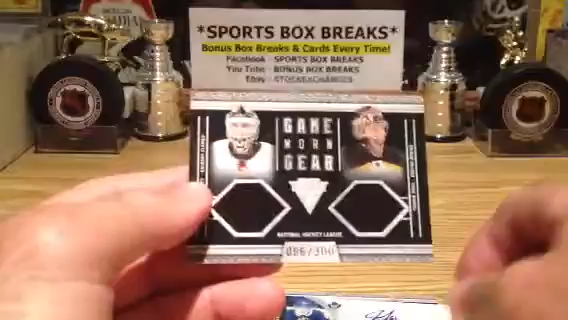 *SPORTS BOX BREAKS*
Bonus Box Breaks & Cards Every Time!
Facebook - SPORTS BOX BREAKS
You Tube - BONUS BOX BREAKS
Ebay -
GAME
WORN
GEAR
NATIONAL HOCKEY LEAGUE
086/300